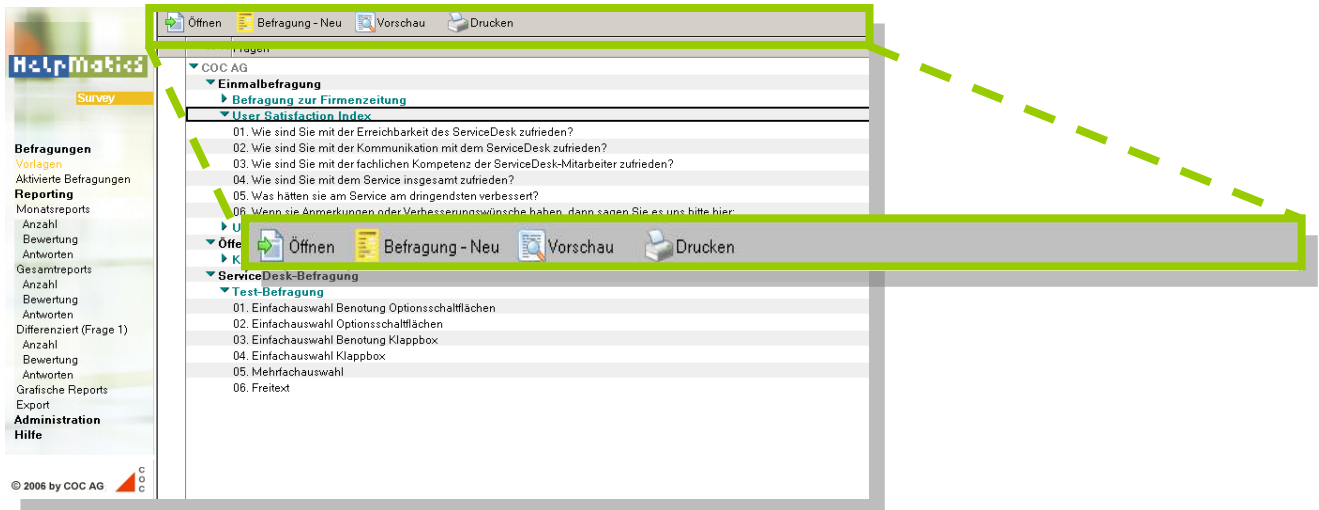 Öffnen Befragung - Neu Vorschau Drucken
Fragen
HelpMatics
Survey
Befragungen
Vorlagen
Aktivierte Befragungen
Reporting
Monatsreports
Anzahl
Bewertung
Antworten
Gesamtreports
Anzahl
Bewertung
Antworten
Differenziert (Frage 1)
Anzahl
Bewertung
Antworten
Grafische Reports
Export
Administration
Hilfe
© 2006 by COC AG
COC
COC AG
Einmalbefragung
Befragung zur Firmenzeitung
User Satisfaction Index
01. Wie sind Sie mit der Erreichbarkeit des ServiceDesk zufrieden?
02. Wie sind Sie mit der Kommunikation mit dem ServiceDesk zufrieden?
03. Wie sind Sie mit der fachlichen Kompetenz der ServiceDesk-Mitarbeiter zufrieden?
04. Wie sind Sie mit dem Service insgesamt zufrieden?
05. Was hätten sie am Service am dringendsten verbessert?
06. Wenn sie Anmerkungen oder Verbesserungswünsche haben, dann sagen Sie es uns bitte hier:
Öffnen Befragung - Neu Vorschau Drucken
ServiceDesk-Befragung
Test-Befragung
01. Einfachauswahl Benotung Optionsschaltflächen
02. Einfachauswahl Optionsschaltflächen
03. Einfachauswahl Benotung Klappbox
04. Einfachauswahl Klappbox
05. Mehrfachauswahl
06. Freitext